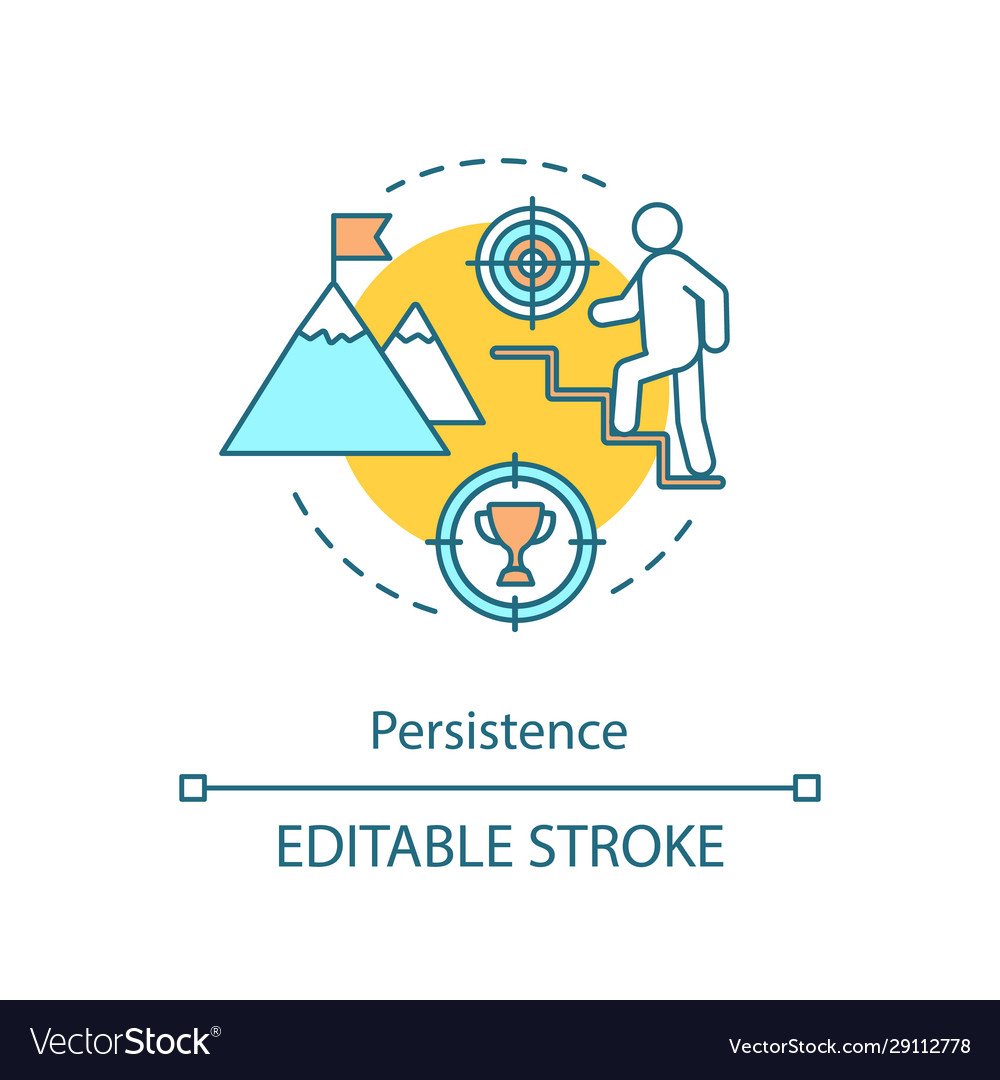 Persistence
EDITABLE STROKE
VectorStock®
VectorStock.com/29112778